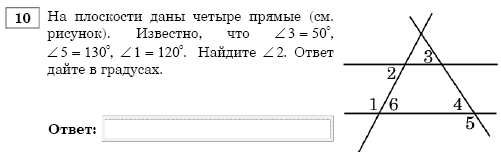 10 На плоскости даны четыре прямые (см.
рисунок). Известно, что ∠3 = 50°,
∠5 = 130°, ∠1 = 120°. Найдите ∠2. Ответ
дайте в градусах.
3
2
1 6 4
5
Ответ: